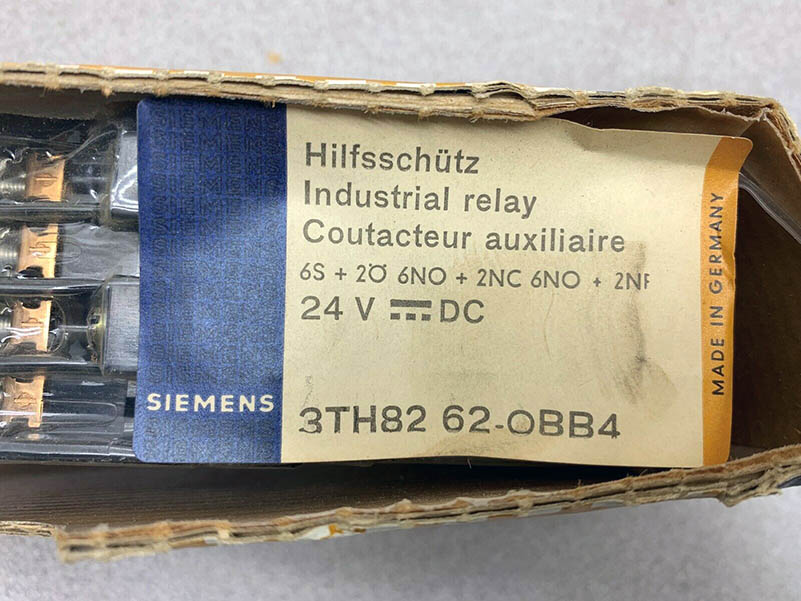 Hilfsschütz
Industrial relay
Coutacteur auxiliaire
6S + 2Ö 6NO + 2NC 6NO + 2NF
24 V ⎓ DC
SIEMENS
3TH82 62-0BB4
MADE IN GERMANY